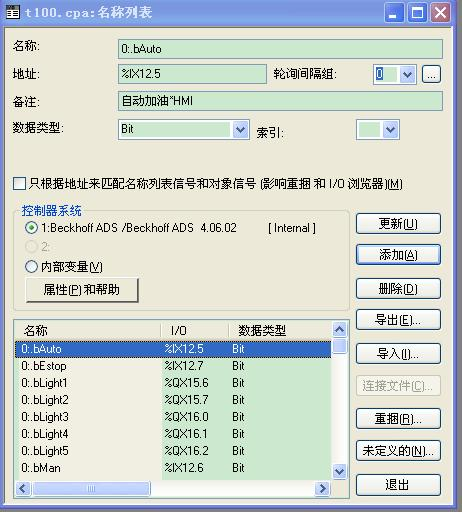 t100.cpa:名称列表
名称: 0:.bAuto
地址: %IX12.5 轮询间隔组: 0 ...
备注: 自动加油*HMI
数据类型: Bit 索引:
只根据地址来匹配名称列表信号和对象信号 (影响重捆 和 I/O 浏览器)(M)
控制器系统
1:Beckhoff ADS /Beckhoff ADS 4.06.02 [ Internal ]
2:
内部变量(V)
属性(P)和帮助
更新(U)
添加(A)
删除(D)
导出(E)...
导入(I)...
连接文件(C)...
重捆(R)...
未定义的(N)...
退出
名称 I/O 数据类型
0:.bAuto %IX12.5 Bit
0:.bEstop %IX12.7 Bit
0:.bLight1 %QX15.6 Bit
0:.bLight2 %QX15.7 Bit
0:.bLight3 %QX16.0 Bit
0:.bLight4 %QX16.1 Bit
0:.bLight5 %QX16.2 Bit
0:.bMan %IX12.6 Bit